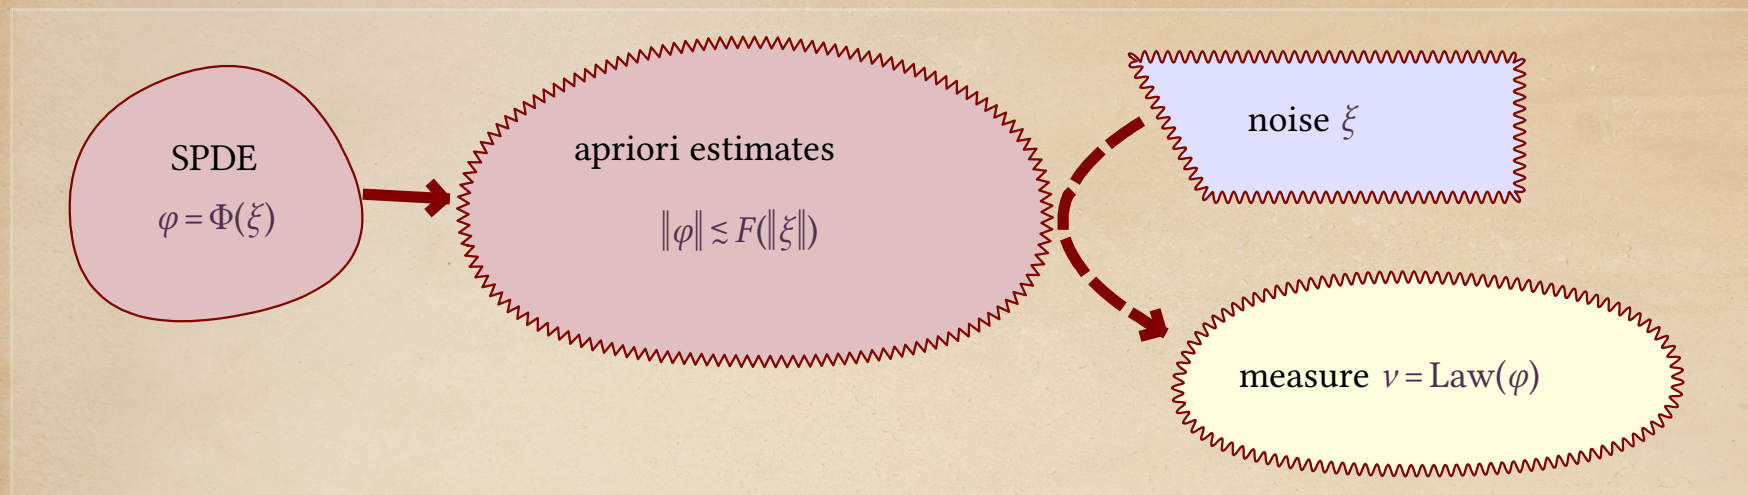 SPDE
φ = Φ(ξ)
apriori estimates
‖φ‖ ≲ F(‖ξ‖)
noise ξ
measure ν = Law(φ)